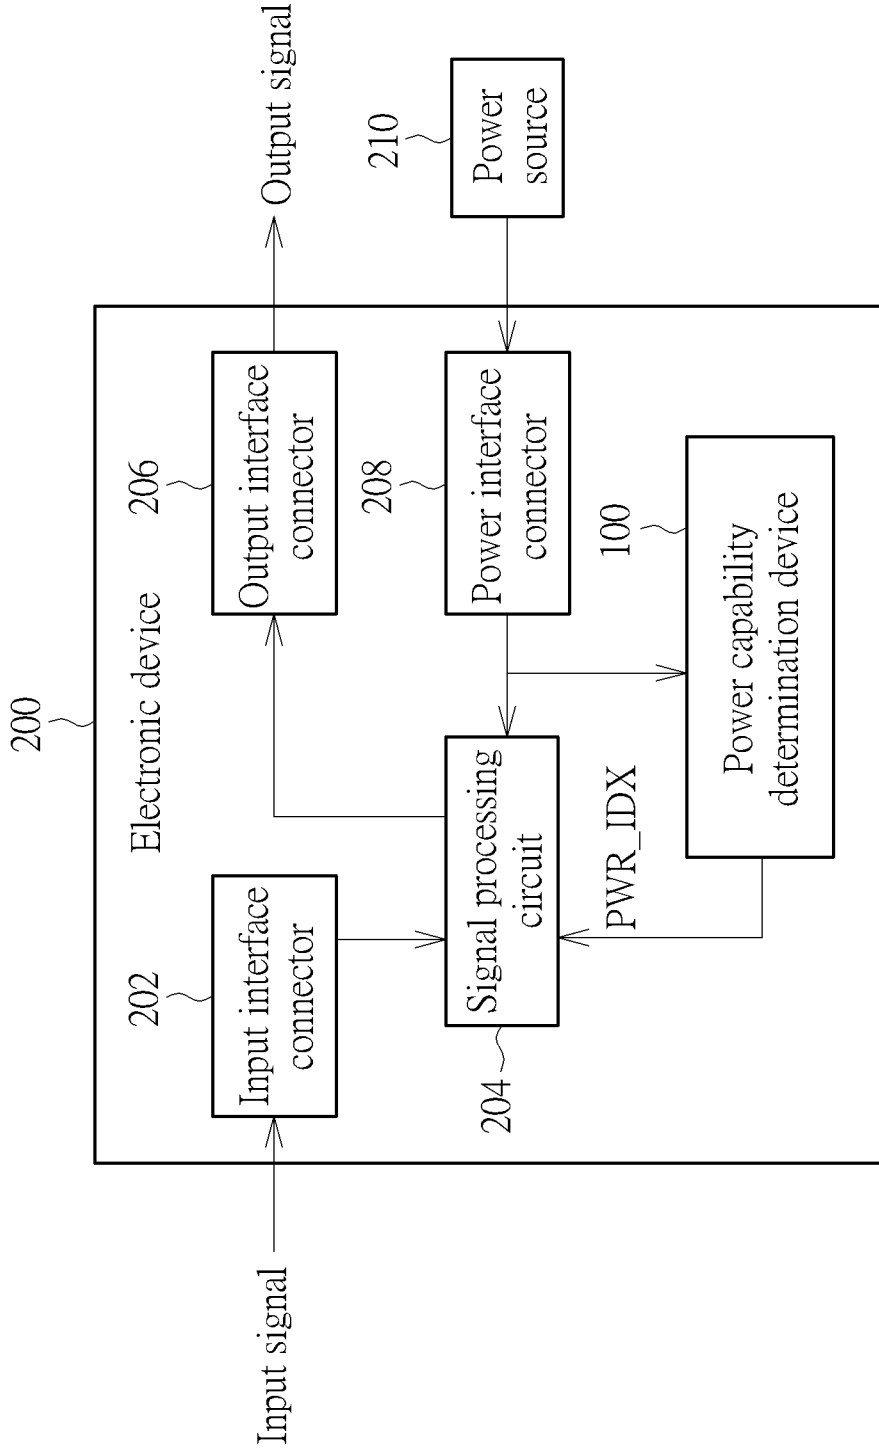 200
Electronic device
202
Input interface
connector
206
Output interface
connector
Input signal
Output signal
204
Signal processing
circuit
208
Power interface
connector
210
Power
source
PWR_IDX
100
Power capability
determination device